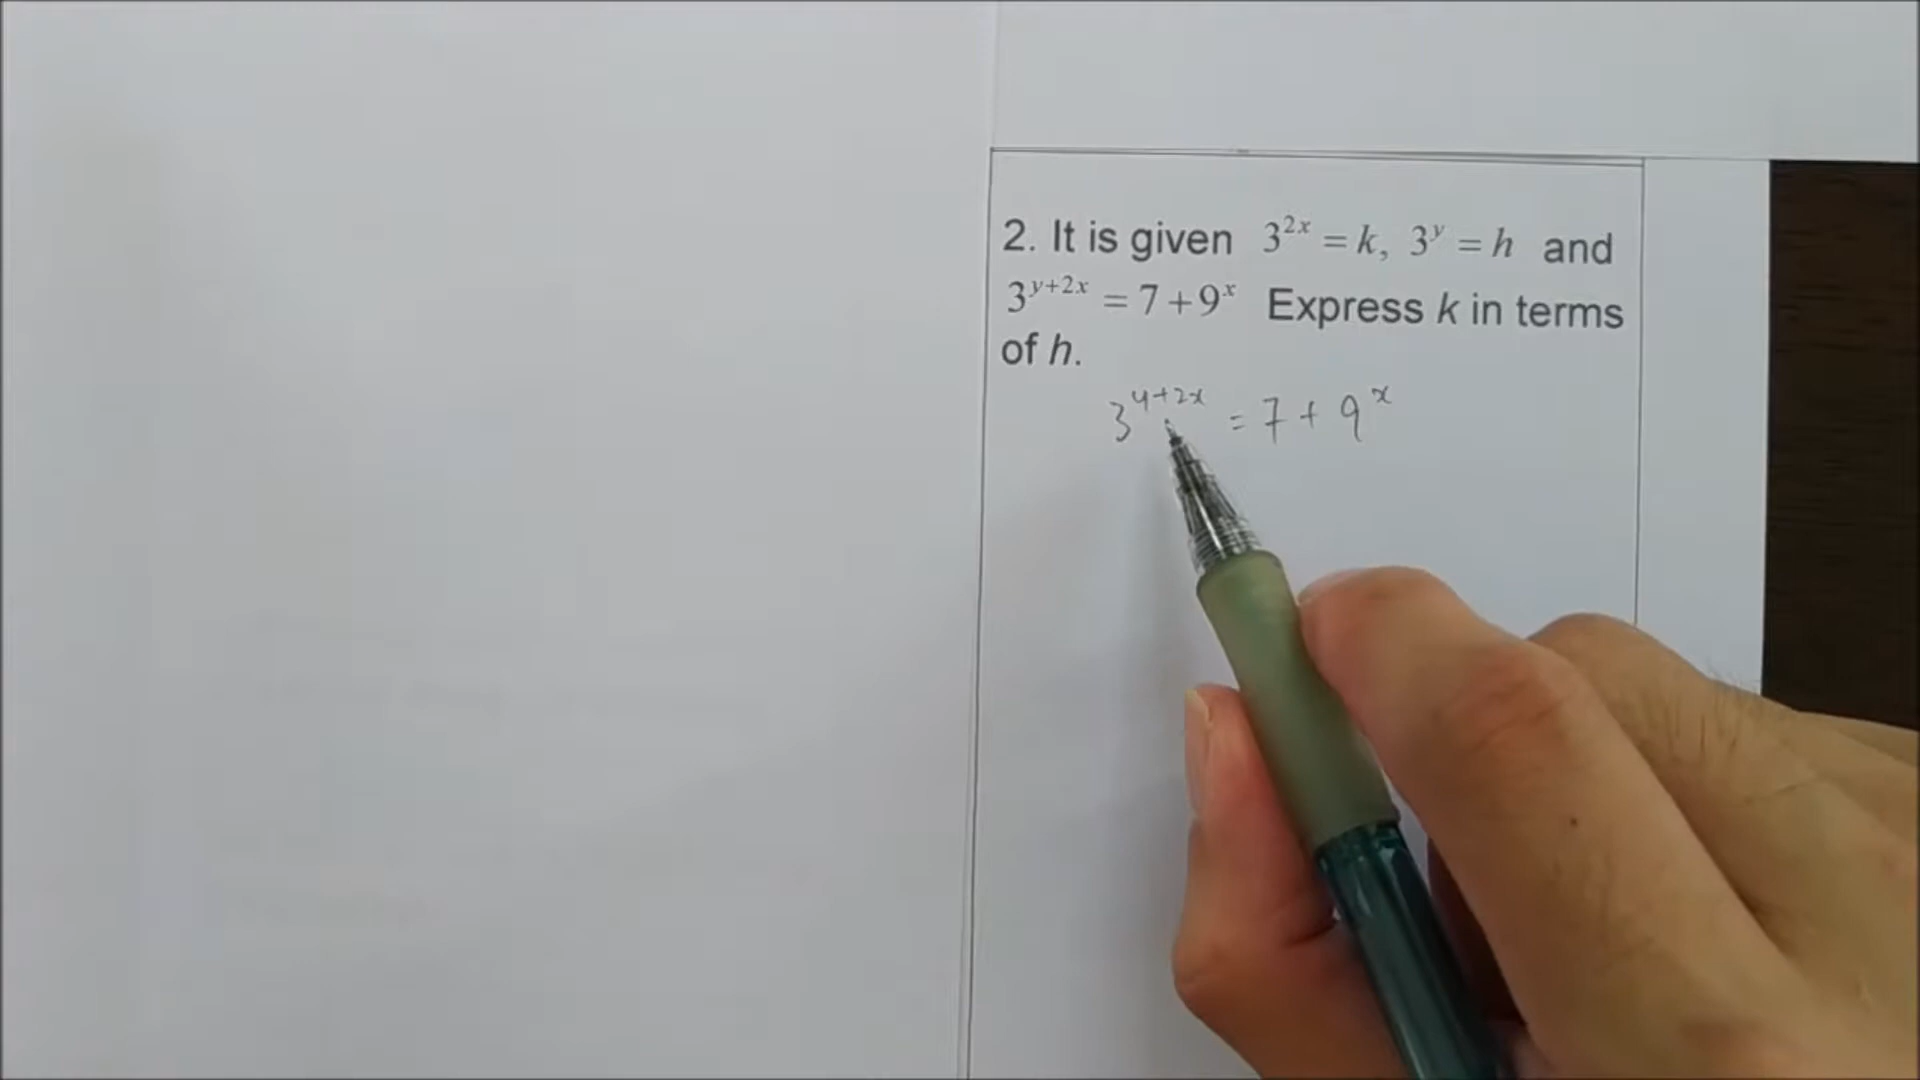 2. It is given 3^{2x} = k, 3^{y} = h and
3^{y+2x} = 7 + 9^{x} Express k in terms
of h.
3^{y+2x} = 7 + 9^{x}